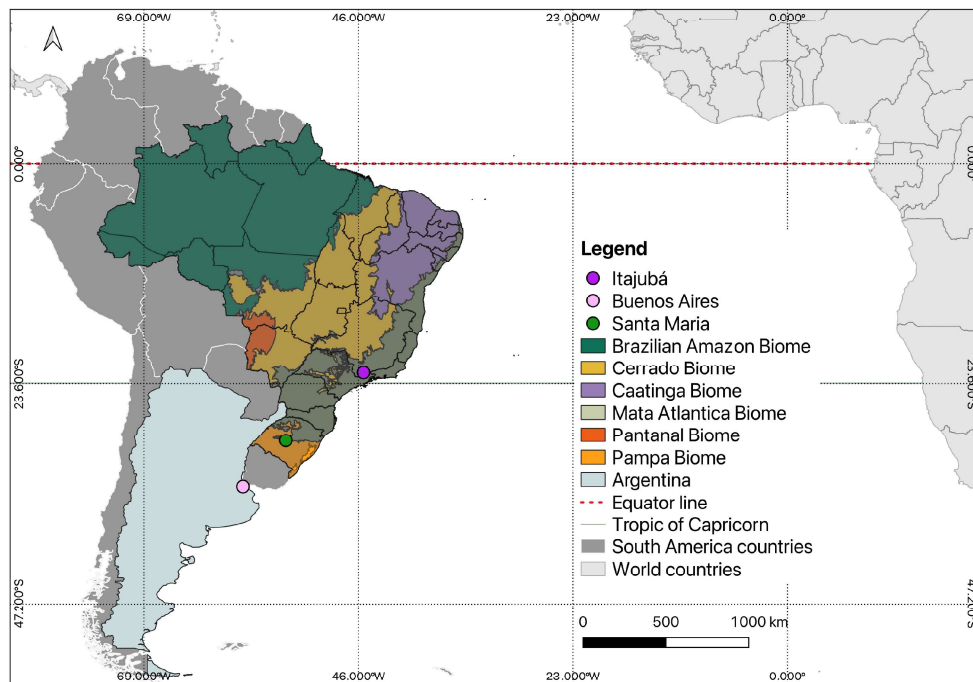 69.000°W 46.000°W 23.000°W 0.000°
0.000° 0.000°
Legend
Itajubá
Buenos Aires
Santa Maria
Brazilian Amazon Biome
Cerrado Biome
Caatinga Biome
Mata Atlantica Biome
Pantanal Biome
Pampa Biome
Argentina
Equator line
Tropic of Capricorn
South America countries
World countries
23.600°S 23.600°S
47.200°S 47.200°S
0 500 1000 km
60.000°W 46.000°W 23.000°W 0.000°